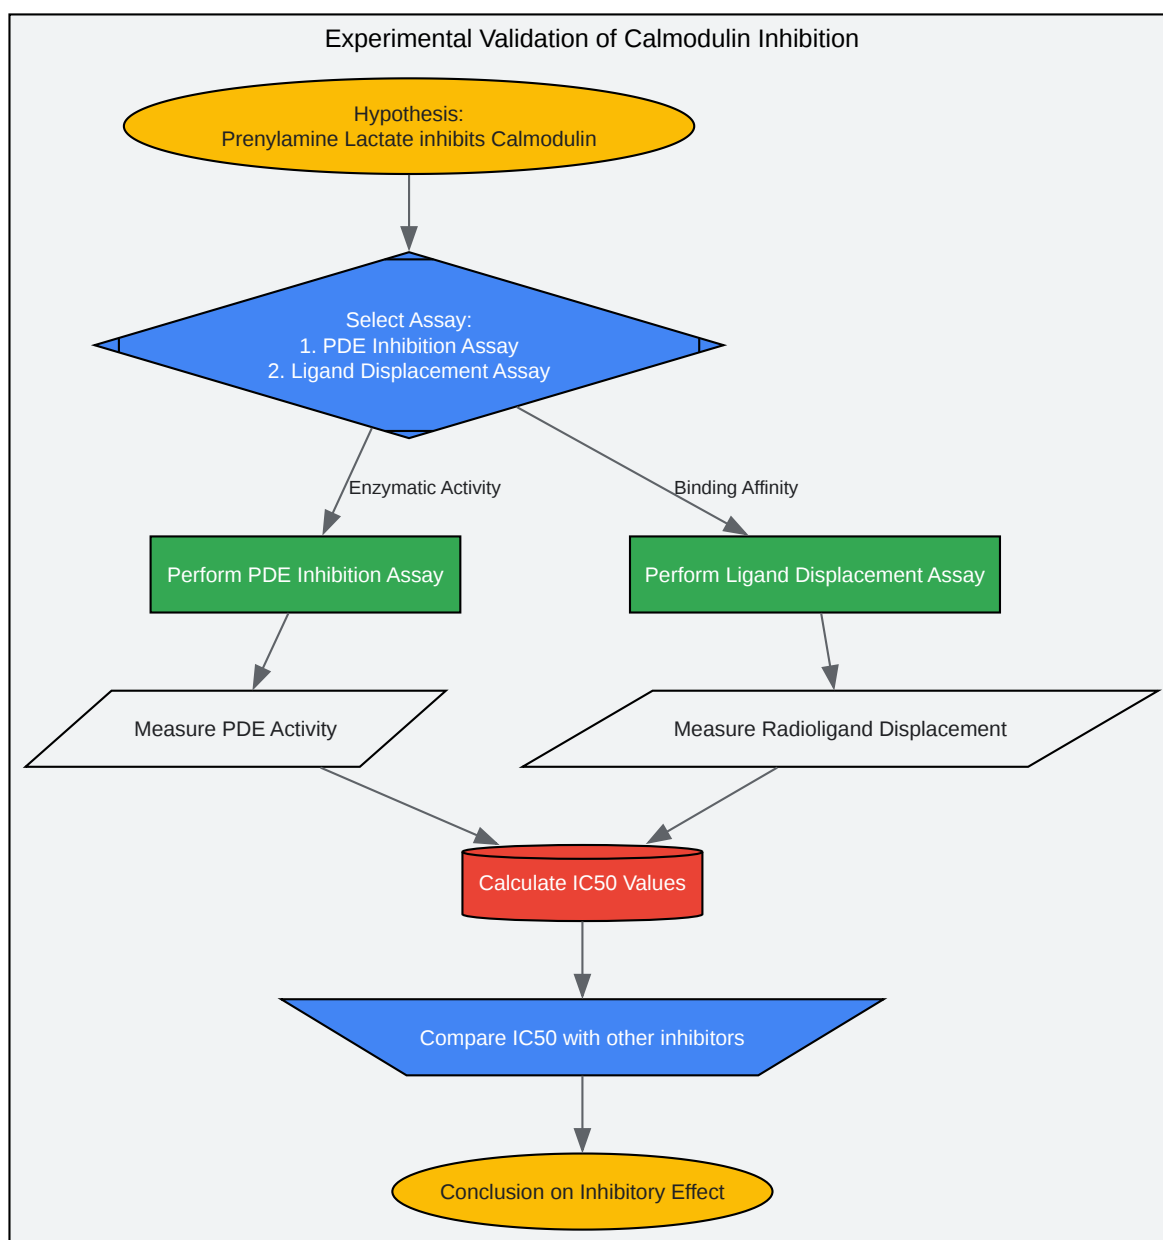 Experimental Validation of Calmodulin Inhibition
Hypothesis:
Prenylamine Lactate inhibits Calmodulin
Select Assay:
1. PDE Inhibition Assay
2. Ligand Displacement Assay
Enzymatic Activity
Binding Affinity
Perform PDE Inhibition Assay
Perform Ligand Displacement Assay
Measure PDE Activity
Measure Radioligand Displacement
Calculate IC50 Values
Compare IC50 with other inhibitors
Conclusion on Inhibitory Effect